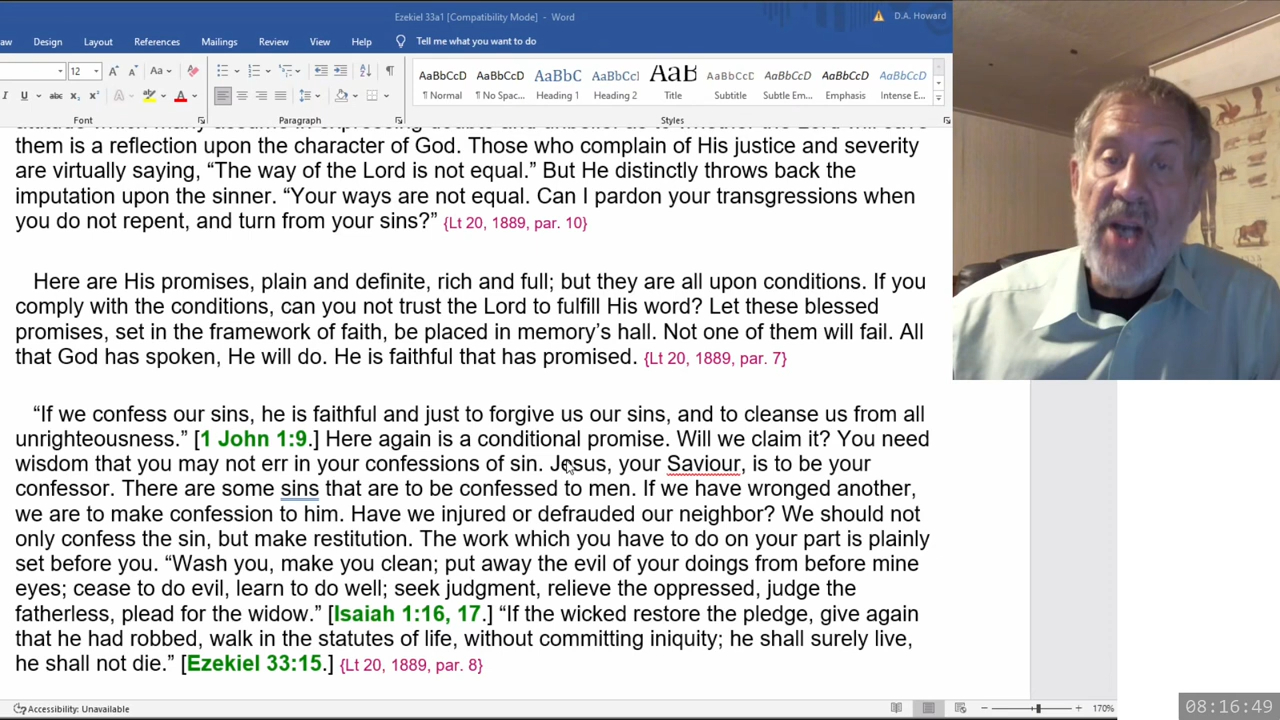 Ezekiel 33a1 [Compatibility Mode] - Word
D.A. Howard
aw Design Layout References Mailings Review View Help Tell me what you want to do
12 Aa
AaBbCcD AaBbCcD AaBbC AaBbCcD AaB AaBbCcD AaBbCcD AaBbCcD AaBbCcD
¶ Normal ¶ No Spac... Heading 1 Heading 2 Title Subtitle Subtle Em... Emphasis Intense E...
I U abc X₂ X² A ab A
Font Paragraph Styles
them is a reflection upon the character of God. Those who complain of His justice and severity
are virtually saying, “The way of the Lord is not equal.” But He distinctly throws back the
imputation upon the sinner. “Your ways are not equal. Can I pardon your transgressions when
you do not repent, and turn from your sins?” {Lt 20, 1889, par. 10}
Here are His promises, plain and definite, rich and full; but they are all upon conditions. If you
comply with the conditions, can you not trust the Lord to fulfill His word? Let these blessed
promises, set in the framework of faith, be placed in memory’s hall. Not one of them will fail. All
that God has spoken, He will do. He is faithful that has promised. {Lt 20, 1889, par. 7}
“If we confess our sins, he is faithful and just to forgive us our sins, and to cleanse us from all
unrighteousness.” [1 John 1:9.] Here again is a conditional promise. Will we claim it? You need
wisdom that you may not err in your confessions of sin. Jesus, your Saviour, is to be your
confessor. There are some sins that are to be confessed to men. If we have wronged another,
we are to make confession to him. Have we injured or defrauded our neighbor? We should not
only confess the sin, but make restitution. The work which you have to do on your part is plainly
set before you. “Wash you, make you clean; put away the evil of your doings from before mine
eyes; cease to do evil, learn to do well; seek judgment, relieve the oppressed, judge the
fatherless, plead for the widow.” [Isaiah 1:16, 17.] “If the wicked restore the pledge, give again
that he had robbed, walk in the statutes of life, without committing iniquity; he shall surely live,
he shall not die.” [Ezekiel 33:15.] {Lt 20, 1889, par. 8}
Accessibility: Unavailable
170%
08:16:49